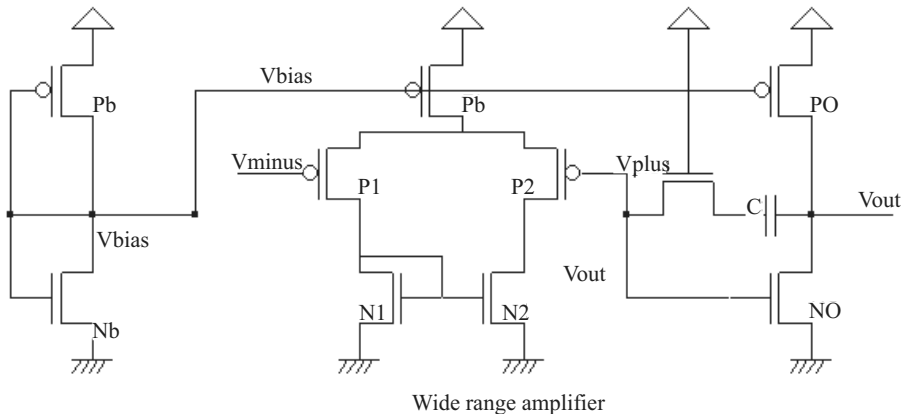 Vbias
Pb
Pb
PO
Vminus
Vplus
P1
P2
C
Vout
Vbias
Vout
N1
N2
NO
Nb
Wide range amplifier